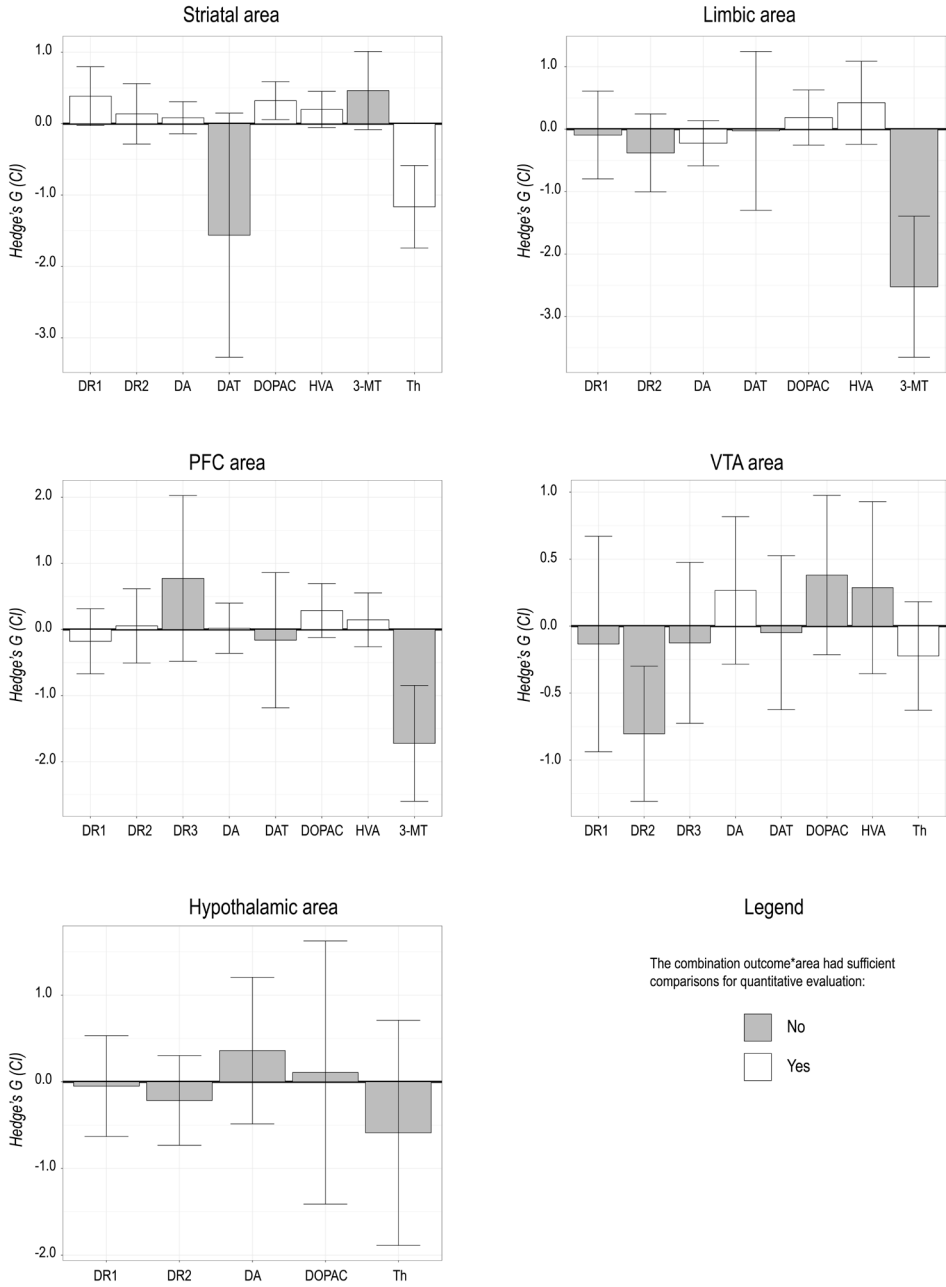 Striatal area
Hedge's G (CI)
1.0
0.0
-1.0
-2.0
-3.0
DR1 DR2 DA DAT DOPAC HVA 3-MT Th
Limbic area
Hedge's G (CI)
1.0
0.0
-1.0
-2.0
-3.0
DR1 DR2 DA DAT DOPAC HVA 3-MT
PFC area
Hedge's G (CI)
2.0
1.0
0.0
-1.0
-2.0
DR1 DR2 DR3 DA DAT DOPAC HVA 3-MT
VTA area
Hedge's G (CI)
1.0
0.5
0.0
-0.5
-1.0
DR1 DR2 DR3 DA DAT DOPAC HVA Th
Hypothalamic area
Hedge's G (CI)
1.0
0.0
-1.0
-2.0
DR1 DR2 DA DOPAC Th
Legend
The combination outcome*area had sufficient
comparisons for quantitative evaluation:
No
Yes